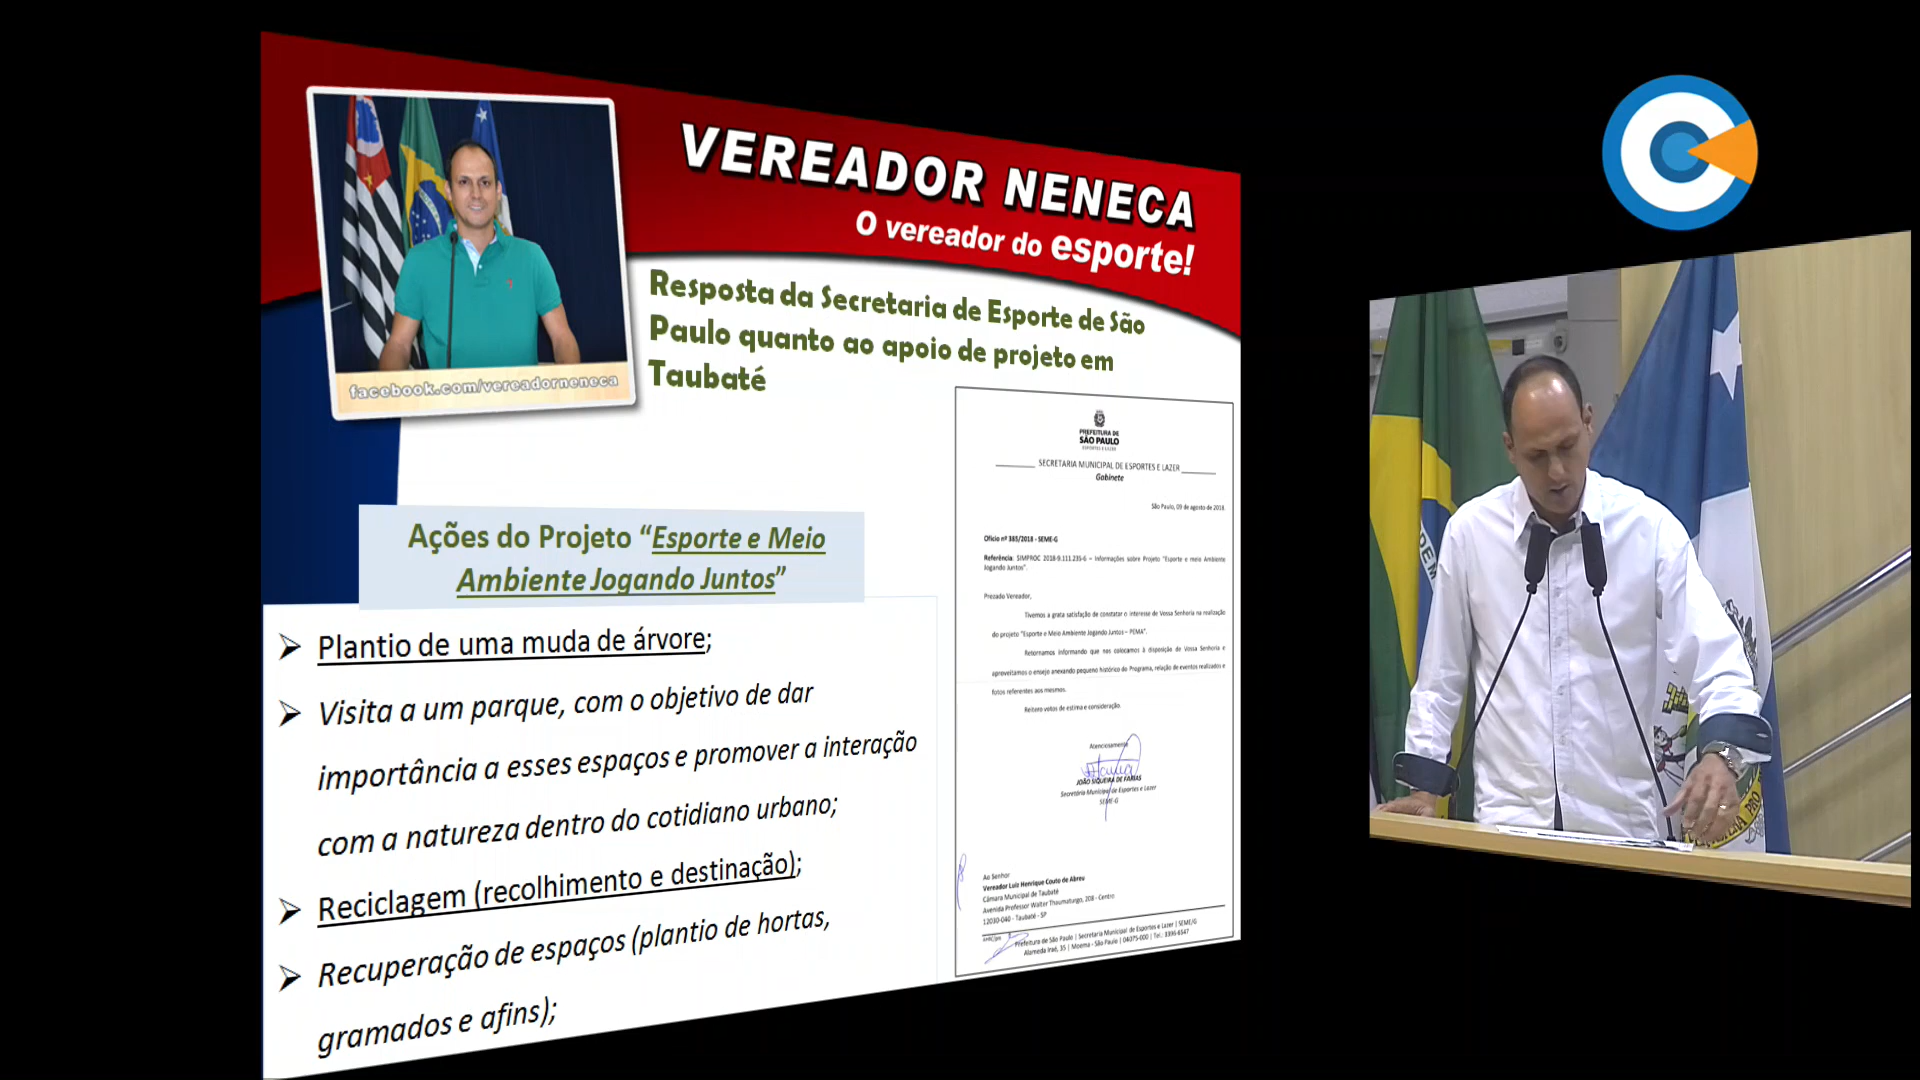 VEREADOR NENECA
O vereador do esporte!
facebook.com/vereadorneneca
Resposta da Secretaria de Esporte de São
Paulo quanto ao apoio de projeto em
Taubaté
Ações do Projeto “Esporte e Meio
Ambiente Jogando Juntos”
➢ Plantio de uma muda de árvore;
➢ Visita a um parque, com o objetivo de dar
importância a esses espaços e promover a interação
com a natureza dentro do cotidiano urbano;
➢ Reciclagem (recolhimento e destinação);
➢ Recuperação de espaços (plantio de hortas,
gramados e afins);
PREFEITURA DE
SÃO PAULO
ESPORTES E LAZER
SECRETARIA MUNICIPAL DE ESPORTES E LAZER
Gabinete
São Paulo, 09 de agosto de 2018.
Ofício nº 385/2018 - SEME-G
Referência: SIMPROC 2018-9.111.235-6 – Informações sobre Projeto "Esporte e meio Ambiente
Jogando Juntos".
Prezado Vereador,
Tivemos a grata satisfação de constatar o interesse de Vossa Senhoria na realização
do projeto "Esporte e Meio Ambiente Jogando Juntos – PEMA".
Retornamos informando que nos colocamos à disposição de Vossa Senhoria e
aproveitamos o ensejo anexando pequeno histórico do Programa, relação de eventos realizados e
fotos referentes aos mesmos.
Reitero votos de estima e consideração.
Atenciosamente
JOÃO SIQUEIRA DE FARIAS
Secretário Municipal de Esportes e Lazer
SEME-G
Ao Senhor
Vereador Luiz Henrique Couto de Abreu
Câmara Municipal de Taubaté
Avenida Professor Walter Thaumaturgo, 208 - Centro
12030-040 - Taubaté - SP
Prefeitura de São Paulo | Secretaria Municipal de Esportes e Lazer | SEME/G
Alameda Iraé, 35 | Moema - São Paulo | 04075-000 | Tel.: 3396-6547